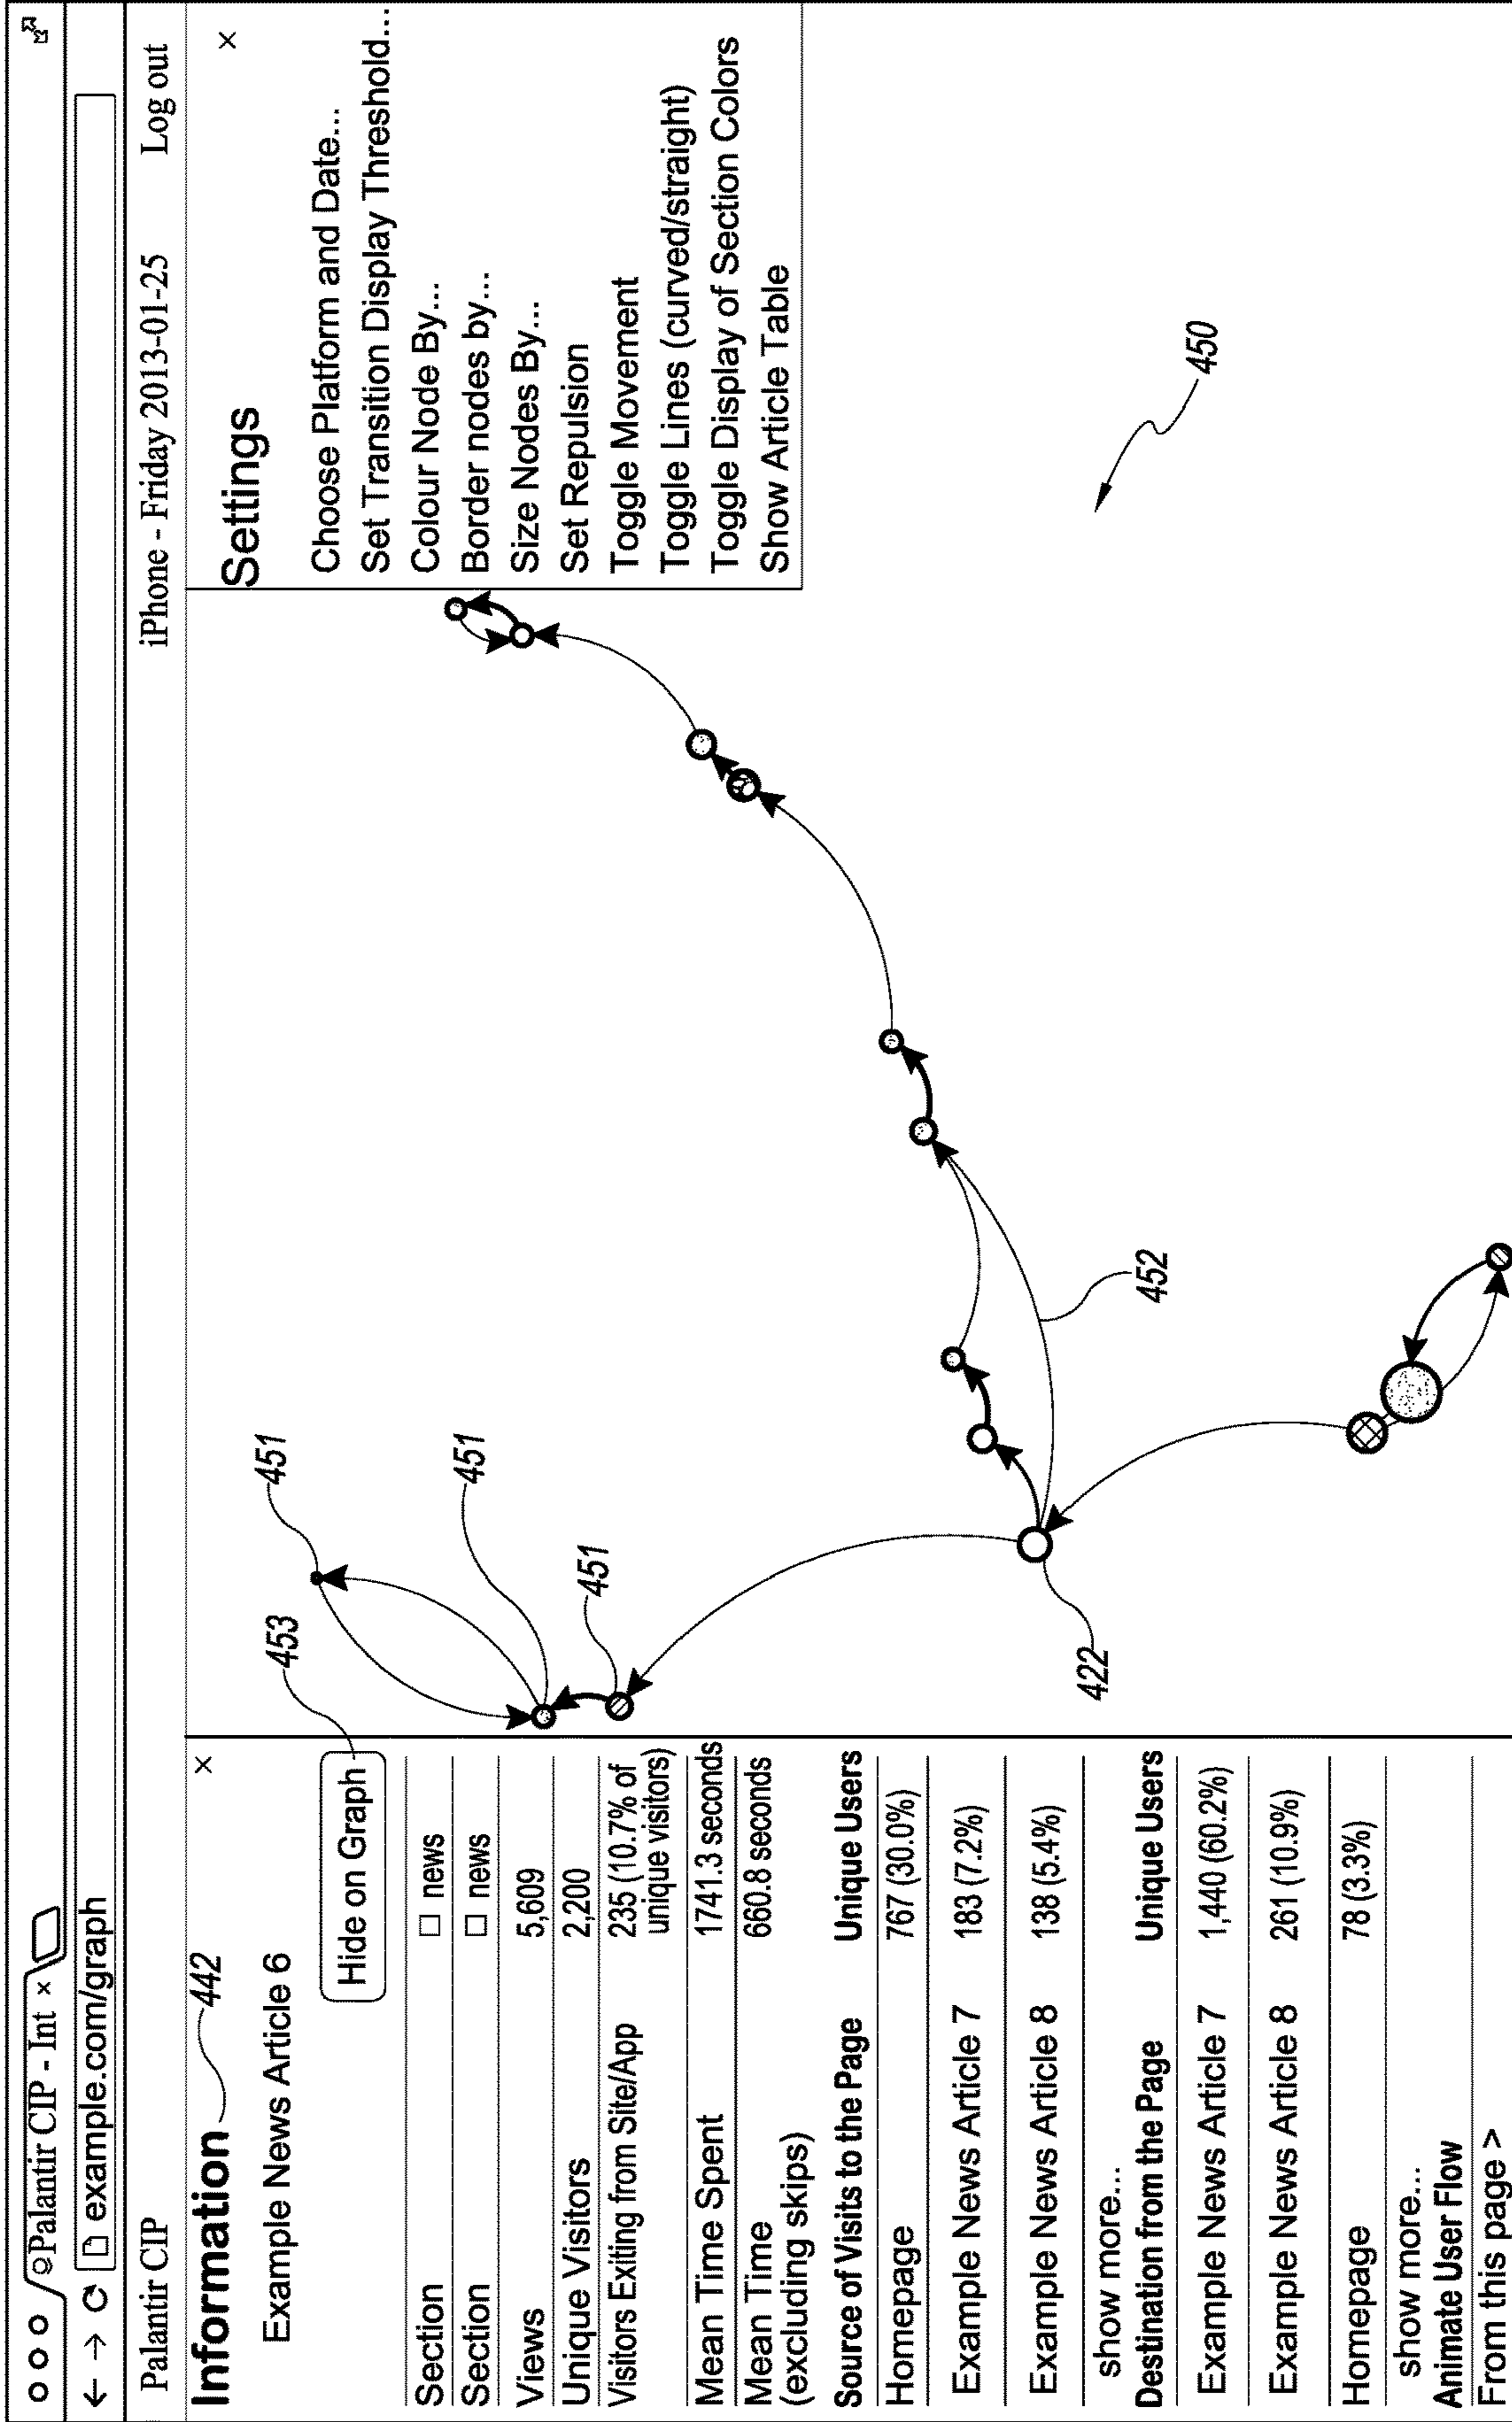 @Palantir CIP - Int ×
← → example.com/graph
Palantir CIP iPhone - Friday 2013-01-25 Log out
Information 442 ×
Example News Article 6
Hide on Graph
453
Section □ news
Section □ news
Views 5,609
Unique Visitors 2,200
Visitors Exiting from Site/App 235 (10.7% of
unique visitors)
Mean Time Spent 1741.3 seconds
Mean Time 660.8 seconds
(excluding skips)
Source of Visits to the Page Unique Users
Homepage 767 (30.0%)
Example News Article 7 183 (7.2%)
Example News Article 8 138 (5.4%)
show more...
Destination from the Page Unique Users
Example News Article 7 1,440 (60.2%)
Example News Article 8 261 (10.9%)
Homepage 78 (3.3%)
show more...
Animate User Flow
From this page >
451
451
451
422
452
450
Settings ×
Choose Platform and Date...
Set Transition Display Threshold...
Colour Node By...
Border nodes by...
Size Nodes By...
Set Repulsion
Toggle Movement
Toggle Lines (curved/straight)
Toggle Display of Section Colors
Show Article Table